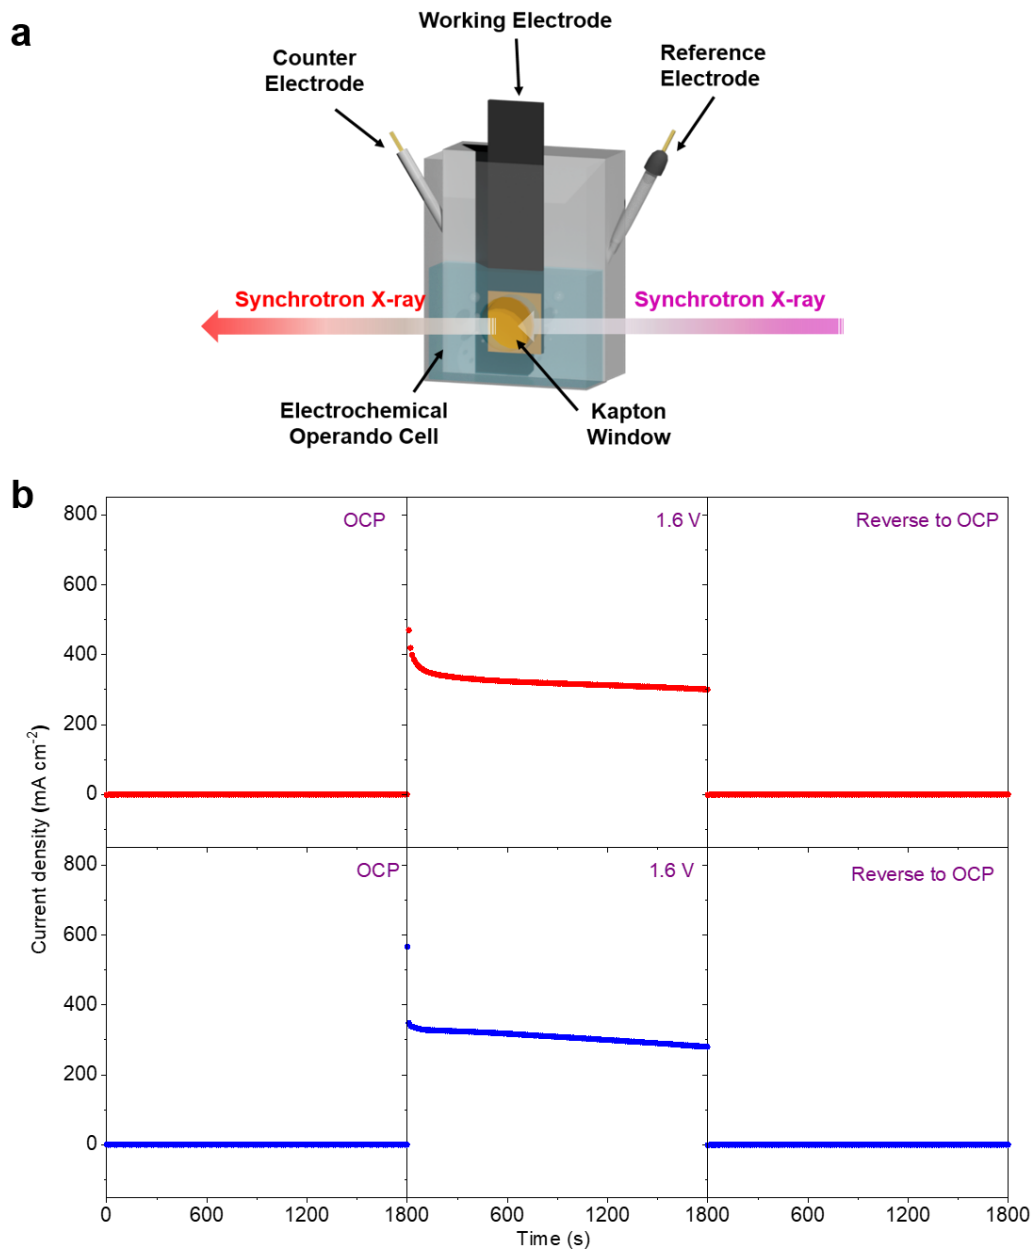 a
Working Electrode
Counter
Electrode
Reference
Electrode
Synchrotron X-ray
Synchrotron X-ray
Electrochemical
Operando Cell
Kapton
Window
b
Current density (mA cm⁻²)
800
600
400
200
0
OCP
1.6 V
Reverse to OCP
800
600
400
200
0
OCP
1.6 V
Reverse to OCP
0 600 1200 1800 600 1200 1800 600 1200 1800
Time (s)